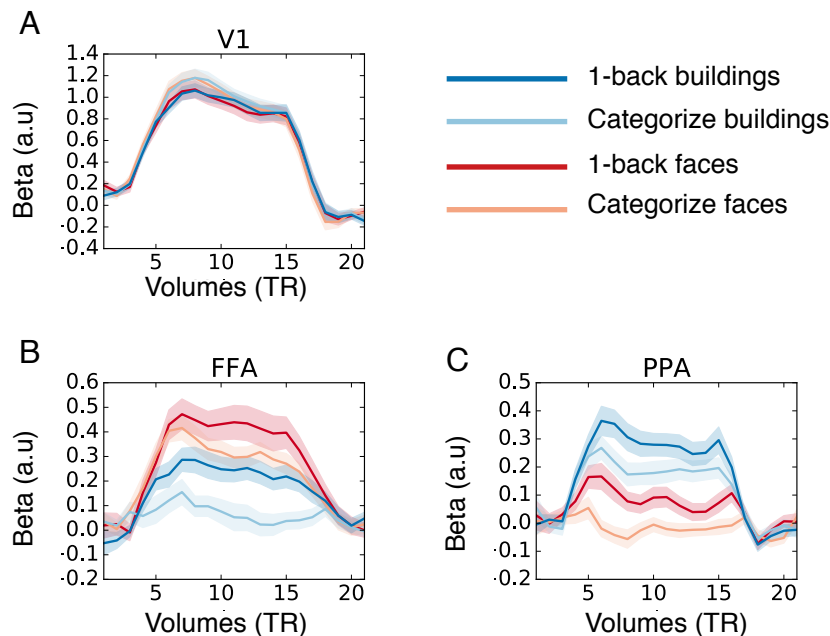 A
V1
1.4
1.2
1.0
0.8
0.6
0.4
0.2
0.0
-0.2
-0.4
Beta (a.u)
5 10 15 20
Volumes (TR)
1-back buildings
Categorize buildings
1-back faces
Categorize faces
B
FFA
0.6
0.5
0.4
0.3
0.2
0.1
0.0
-0.1
-0.2
Beta (a.u)
5 10 15 20
Volumes (TR)
C
PPA
0.5
0.4
0.3
0.2
0.1
0.0
-0.1
-0.2
Beta (a.u)
5 10 15 20
Volumes (TR)